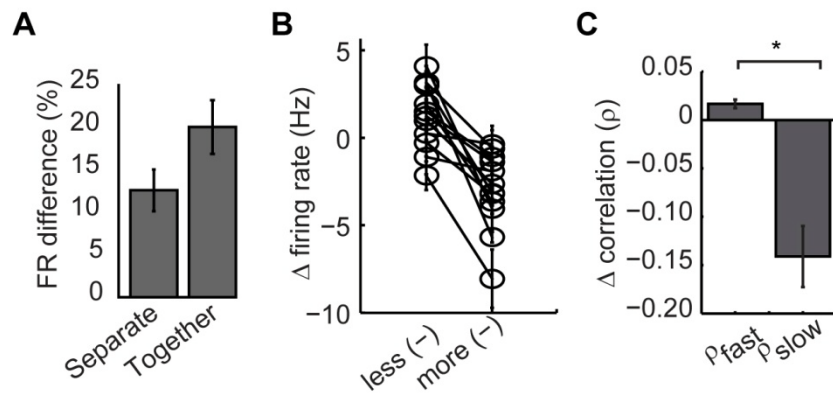 A
FR difference (%)
25
20
15
10
5
0
Separate
Together
B
Δ firing rate (Hz)
5
0
−5
−10
less (−)
more (−)
C
*
Δ correlation (ρ)
0.05
0
−0.05
−0.10
−0.15
−0.20
ρfast
ρslow